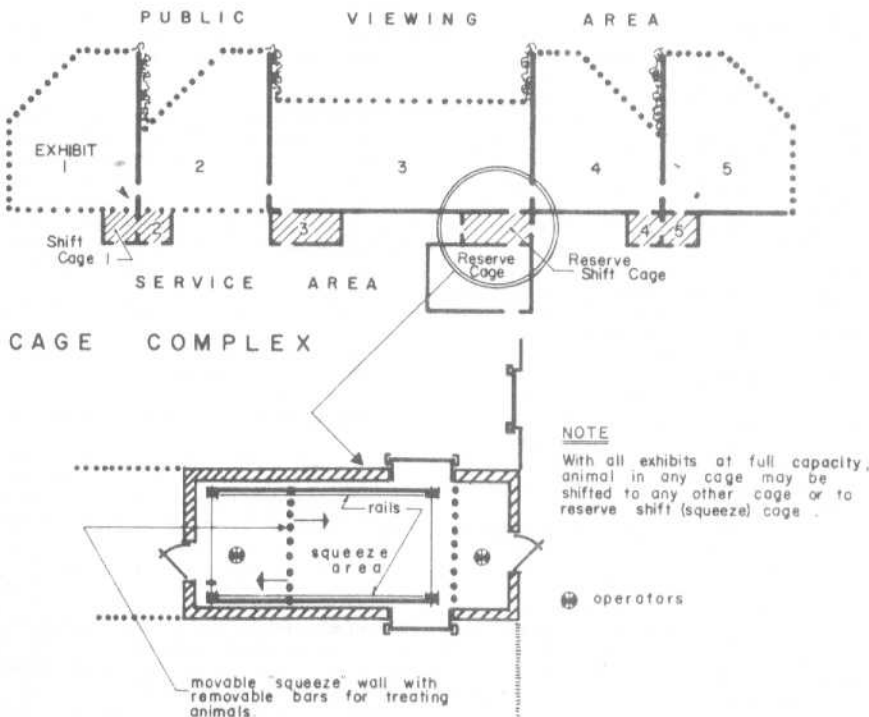 PUBLIC VIEWING AREA
EXHIBIT
1
2
3
4
5
Shift
Cage 1
2
3
4
5
Reserve
Cage
Reserve
Shift Cage
SERVICE AREA
CAGE COMPLEX
rails
squeeze
area
NOTE
With all exhibits at full capacity,
animal in any cage may be
shifted to any other cage or to
reserve shift (squeeze) cage.
operators
movable "squeeze" wall with
removable bars for treating
animals.